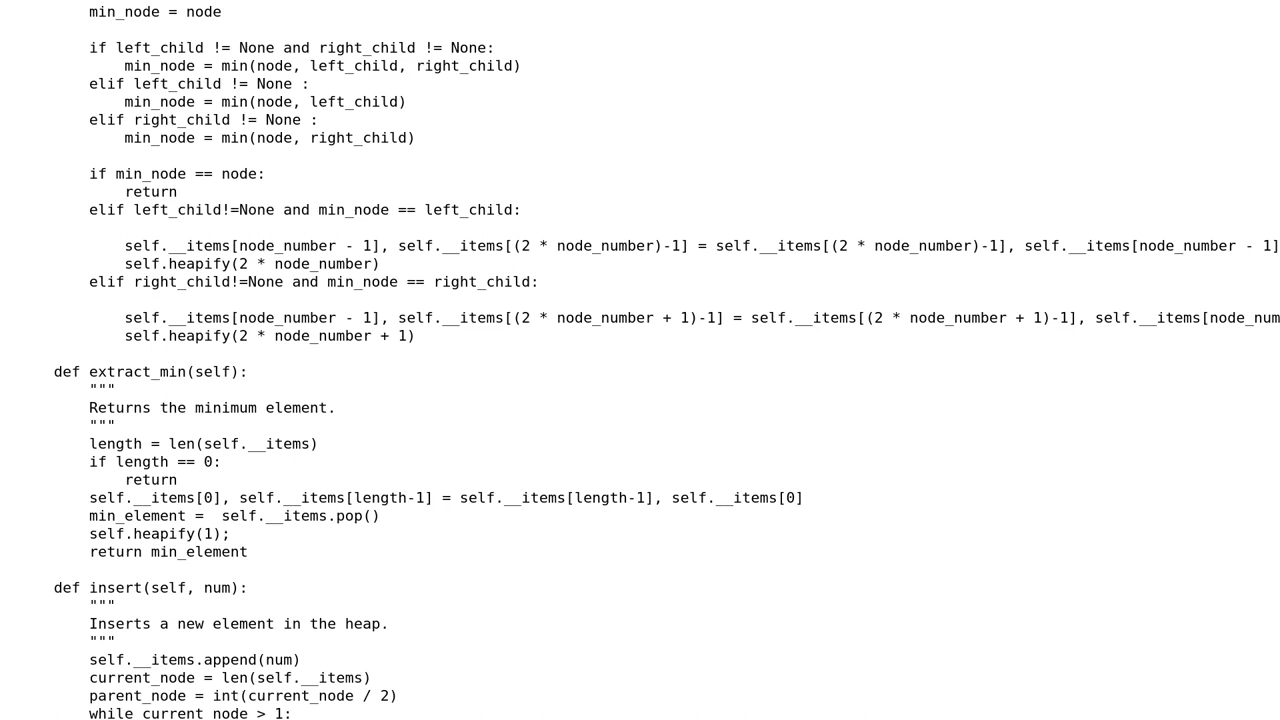 min_node = node

        if left_child != None and right_child != None:
            min_node = min(node, left_child, right_child)
        elif left_child != None :
            min_node = min(node, left_child)
        elif right_child != None :
            min_node = min(node, right_child)

        if min_node == node:
            return
        elif left_child!=None and min_node == left_child:

            self.__items[node_number - 1], self.__items[(2 * node_number)-1] = self.__items[(2 * node_number)-1], self.__items[node_number - 1]
            self.heapify(2 * node_number)
        elif right_child!=None and min_node == right_child:

            self.__items[node_number - 1], self.__items[(2 * node_number + 1)-1] = self.__items[(2 * node_number + 1)-1], self.__items[node_num
            self.heapify(2 * node_number + 1)

    def extract_min(self):
        """
        Returns the minimum element.
        """
        length = len(self.__items)
        if length == 0:
            return
        self.__items[0], self.__items[length-1] = self.__items[length-1], self.__items[0]
        min_element =  self.__items.pop()
        self.heapify(1);
        return min_element

    def insert(self, num):
        """
        Inserts a new element in the heap.
        """
        self.__items.append(num)
        current_node = len(self.__items)
        parent_node = int(current_node / 2)
        while current_node > 1: